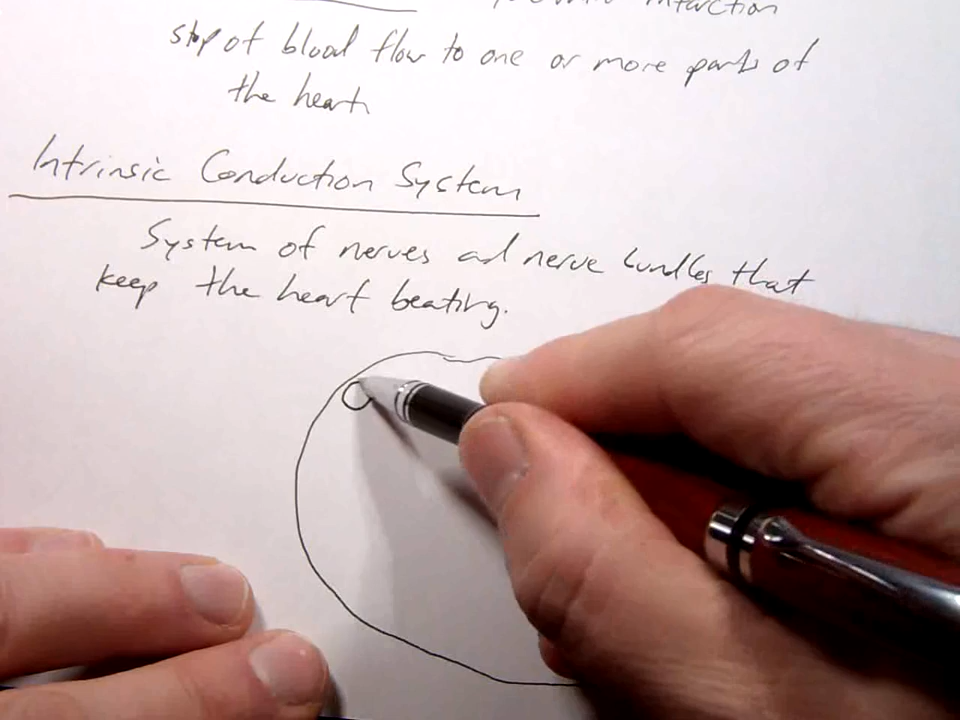 infarction
stop of blood flow to one or more parts of
the heart
Intrinsic Conduction System
System of nerves and nerve bundles that
keep the heart beating.